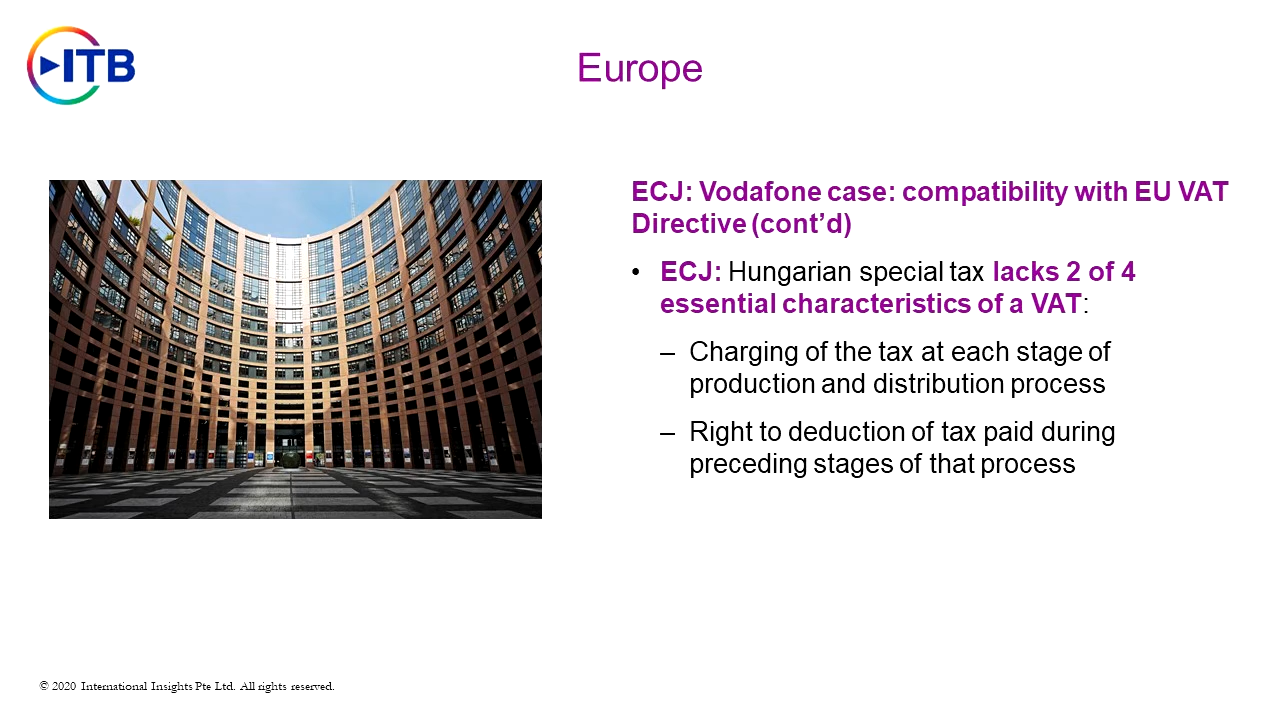 ITB
Europe
ECJ: Vodafone case: compatibility with EU VAT
Directive (cont’d)
• ECJ: Hungarian special tax lacks 2 of 4
essential characteristics of a VAT:
– Charging of the tax at each stage of
production and distribution process
– Right to deduction of tax paid during
preceding stages of that process
© 2020 International Insights Pte Ltd. All rights reserved.